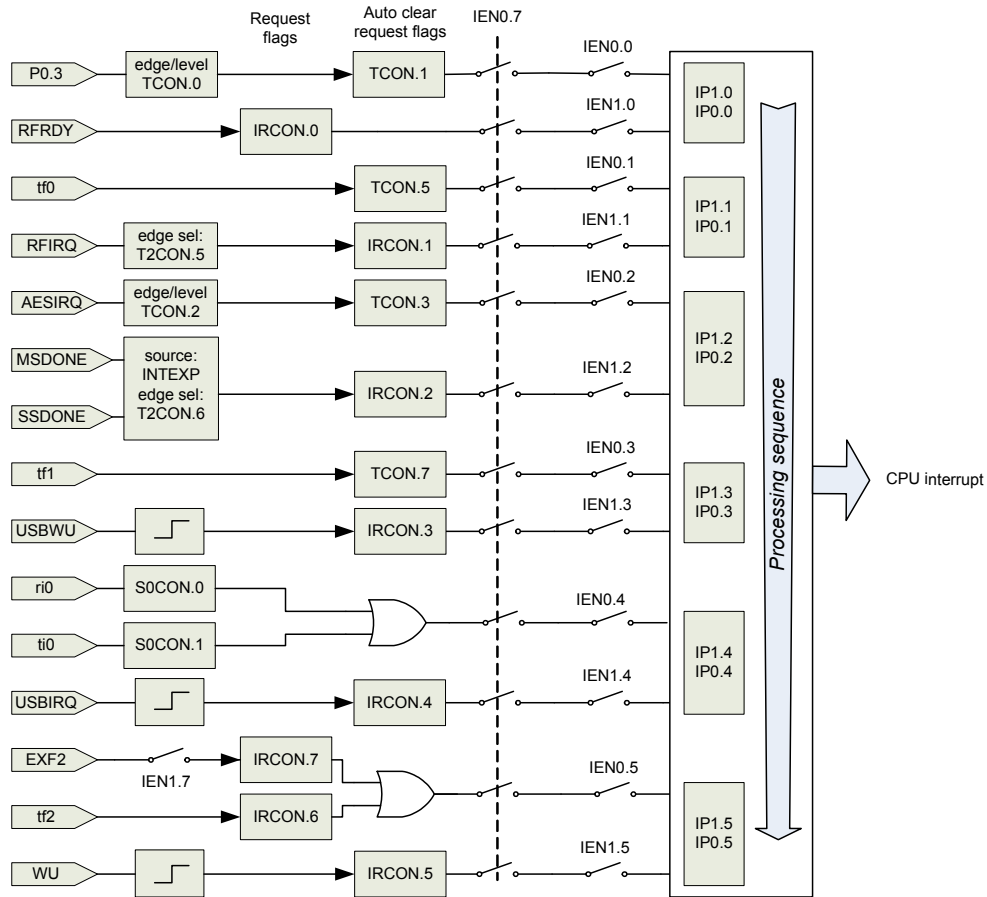 Request
flags
Auto clear
request flags
IEN0.7
P0.3
edge/level
TCON.0
TCON.1
IEN0.0
IP1.0
IP0.0
RFRDY
IRCON.0
IEN1.0
tf0
TCON.5
IEN0.1
IP1.1
IP0.1
RFIRQ
edge sel:
T2CON.5
IRCON.1
IEN1.1
AESIRQ
edge/level
TCON.2
TCON.3
IEN0.2
IP1.2
IP0.2
MSDONE
SSDONE
source:
INTEXP
edge sel:
T2CON.6
IRCON.2
IEN1.2
tf1
TCON.7
IEN0.3
IP1.3
IP0.3
USBWU
IRCON.3
IEN1.3
ri0
S0CON.0
ti0
S0CON.1
IEN0.4
IP1.4
IP0.4
USBIRQ
IRCON.4
IEN1.4
EXF2
IEN1.7
IRCON.7
tf2
IRCON.6
IEN0.5
IP1.5
IP0.5
WU
IRCON.5
IEN1.5
Processing sequence
CPU interrupt